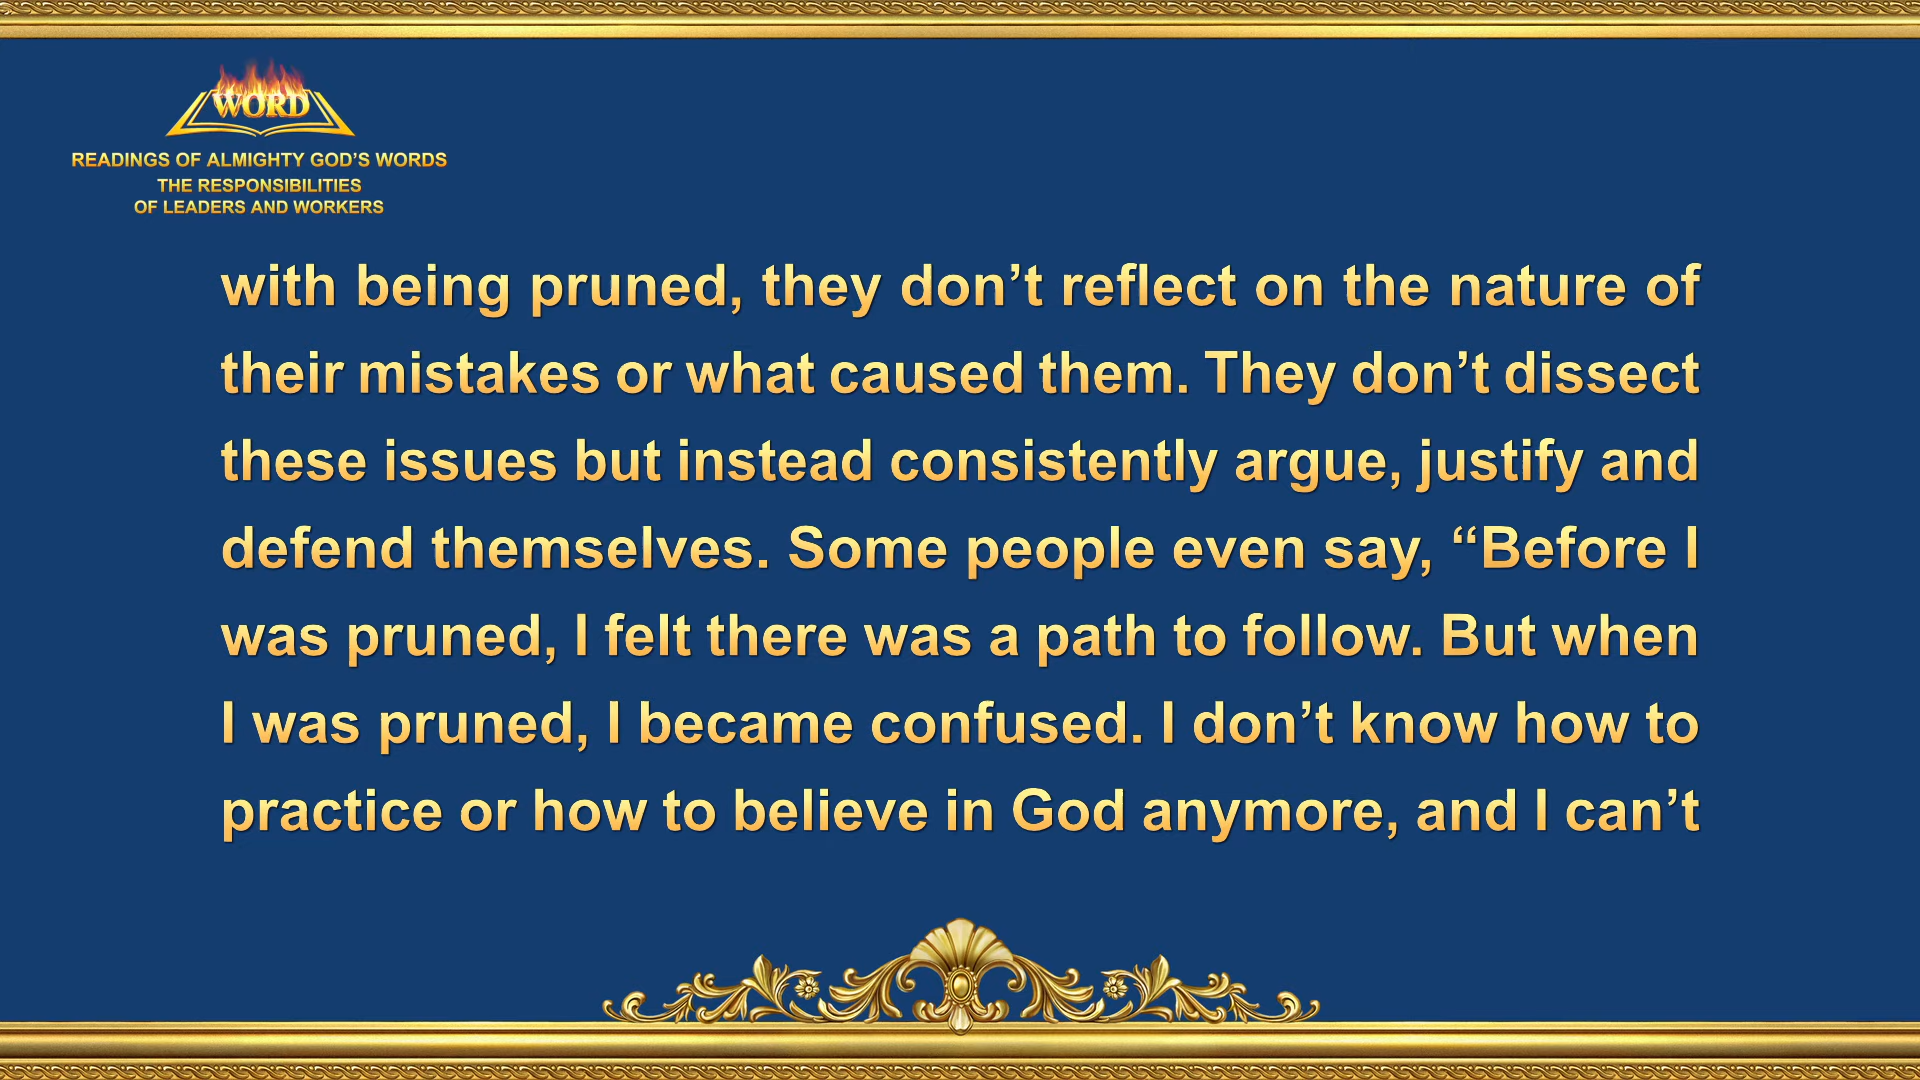 WORD
READINGS OF ALMIGHTY GOD’S WORDS
THE RESPONSIBILITIES
OF LEADERS AND WORKERS
with being pruned, they don’t reflect on the nature of
their mistakes or what caused them. They don’t dissect
these issues but instead consistently argue, justify and
defend themselves. Some people even say, “Before I
was pruned, I felt there was a path to follow. But when
I was pruned, I became confused. I don’t know how to
practice or how to believe in God anymore, and I can’t